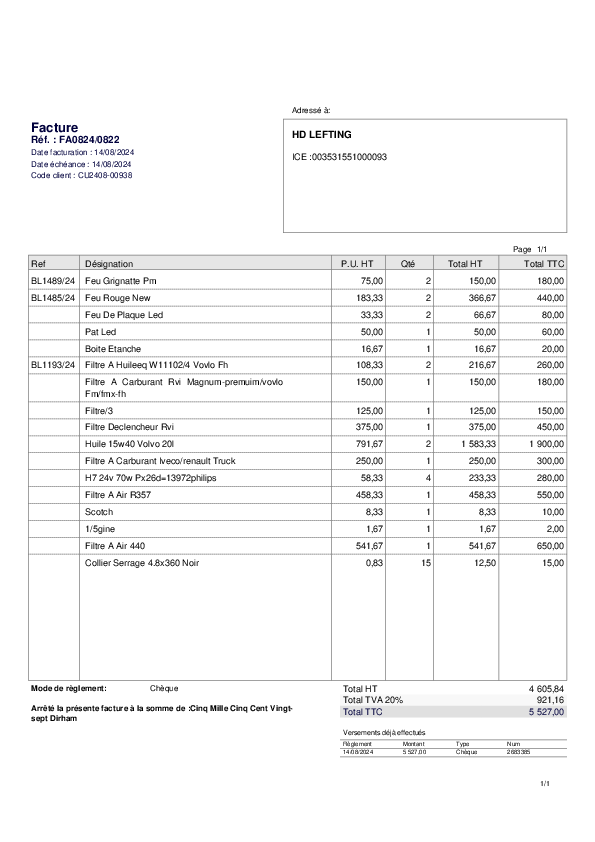 Adressé à:
Facture
Réf. : FA0824/0822
Date facturation : 14/08/2024
Date échéance : 14/08/2024
Code client : CU2408-00938
HD LEFTING
ICE :003531551000093
Page 1/1
Ref Désignation P.U. HT Qté Total HT Total TTC
BL1489/24 Feu Grignatte Pm 75,00 2 150,00 180,00
BL1485/24 Feu Rouge New 183,33 2 366,67 440,00
Feu De Plaque Led 33,33 2 66,67 80,00
Pat Led 50,00 1 50,00 60,00
Boite Etanche 16,67 1 16,67 20,00
BL1193/24 Filtre A Huileeq W11102/4 Vovlo Fh 108,33 2 216,67 260,00
Filtre A Carburant Rvi Magnum-premuim/vovlo 150,00 1 150,00 180,00
Fm/fmx-fh
Filtre/3 125,00 1 125,00 150,00
Filtre Declencheur Rvi 375,00 1 375,00 450,00
Huile 15w40 Volvo 20l 791,67 2 1 583,33 1 900,00
Filtre A Carburant Iveco/renault Truck 250,00 1 250,00 300,00
H7 24v 70w Px26d=13972philips 58,33 4 233,33 280,00
Filtre A Air R357 458,33 1 458,33 550,00
Scotch 8,33 1 8,33 10,00
1/5gine 1,67 1 1,67 2,00
Filtre A Air 440 541,67 1 541,67 650,00
Collier Serrage 4.8x360 Noir 0,83 15 12,50 15,00
Mode de règlement: Chèque
Total HT 4 605,84
Total TVA 20% 921,16
Total TTC 5 527,00
Arrêté la présente facture à la somme de :Cinq Mille Cinq Cent Vingt-
sept Dirham
Versements déjà effectués
Règlement Montant Type Num
14/08/2024 5 527,00 Chèque 2683385
1/1